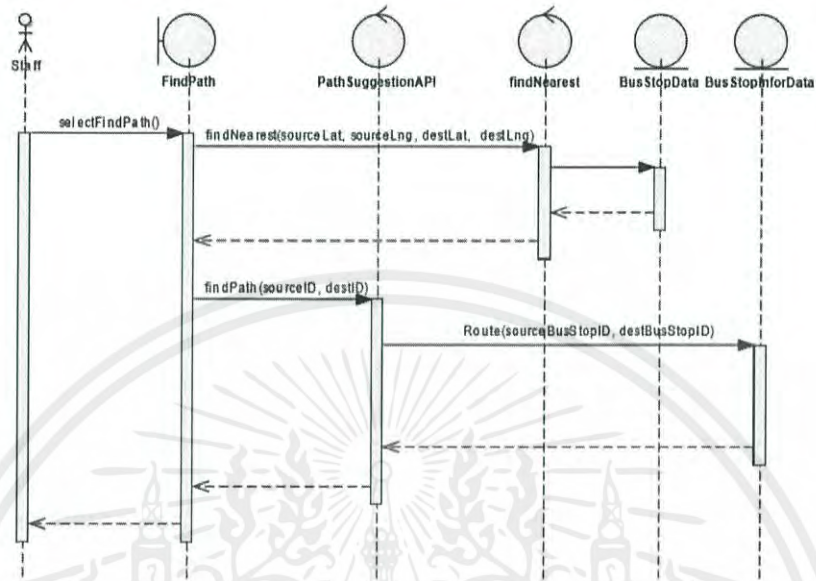 Staff
FindPath
PathSuggestionAPI
findNearest
BusStopData
BusStopInforData
selectFindPath()
findNearest(sourceLat, sourceLng, destLat, destLng)
findPath(sourceID, destID)
Route(sourceBusStopID, destBusStopID)